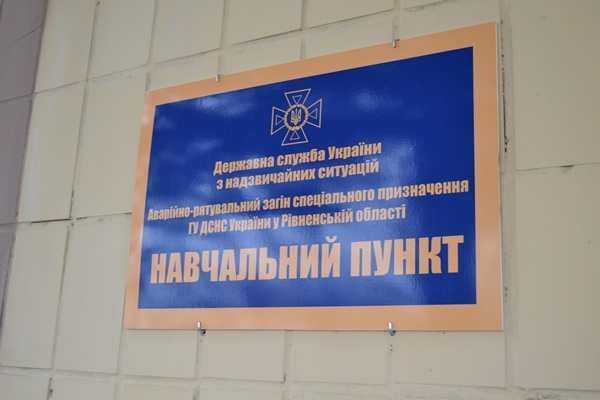 Державна служба України
з надзвичайних ситуацій
Аварійно-рятувальний загін спеціального призначення
ГУ ДСНС України у Рівненській області
НАВЧАЛЬНИЙ ПУНКТ